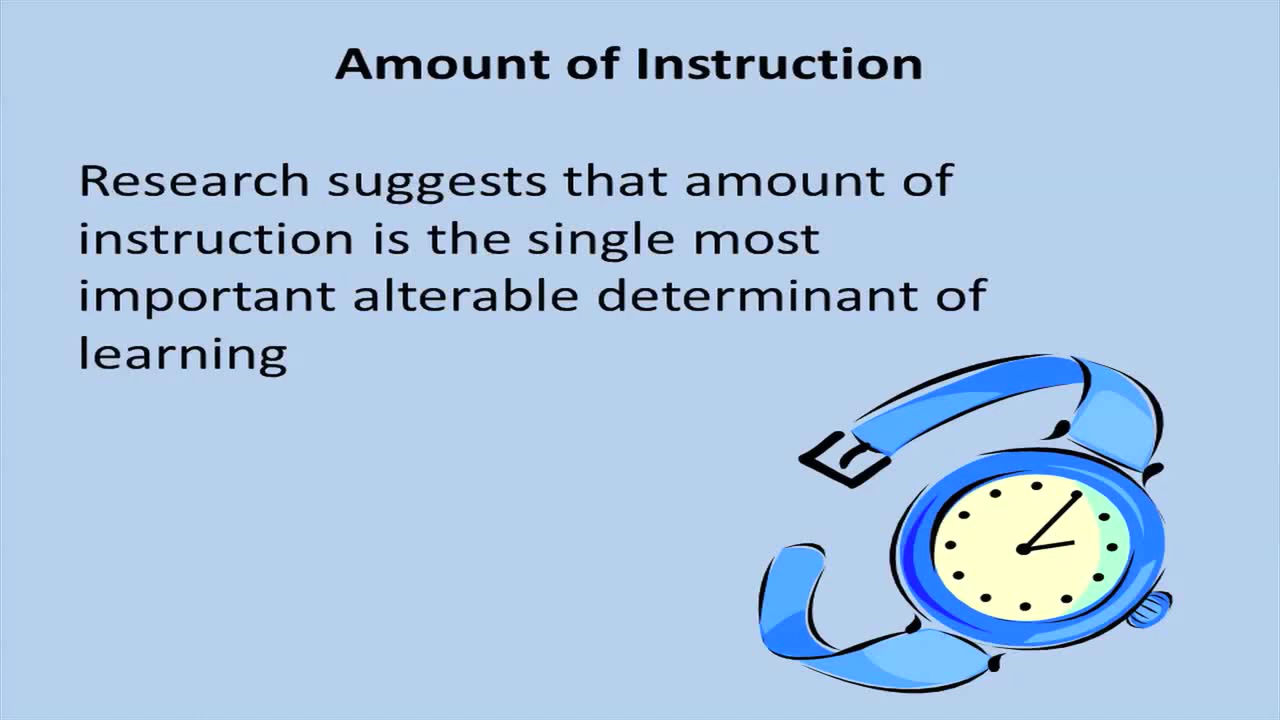 Amount of Instruction
Research suggests that amount of
instruction is the single most
important alterable determinant of
learning